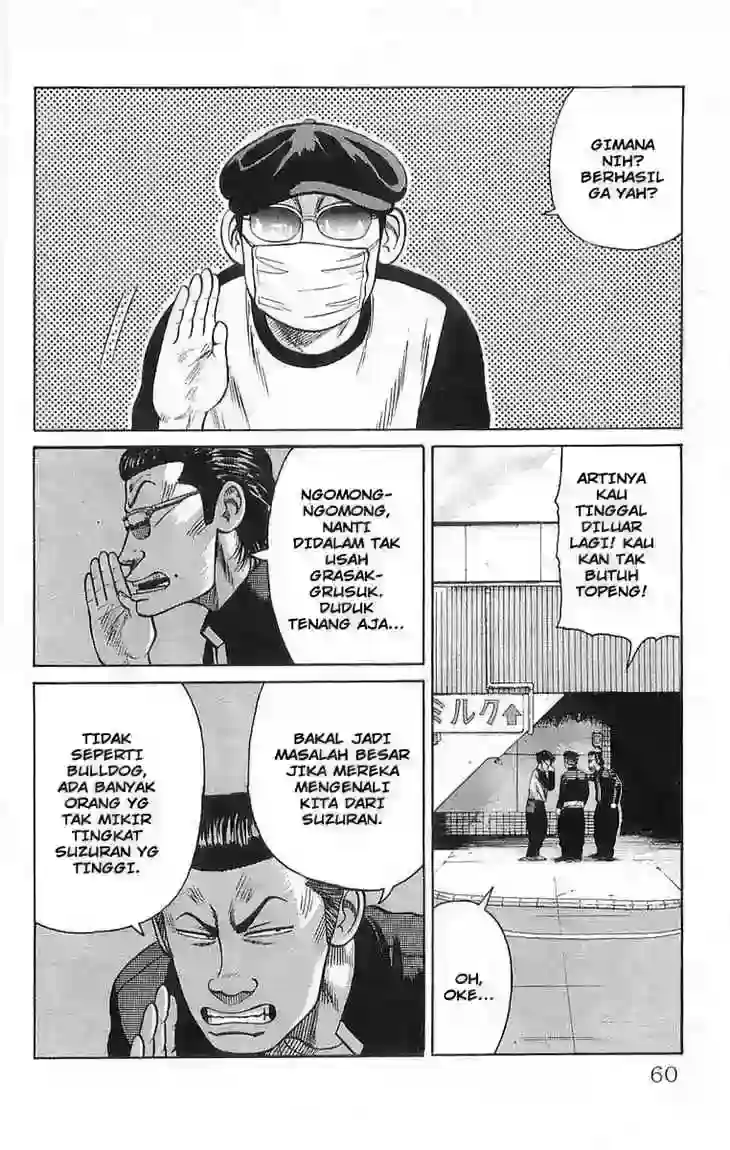 GIMANA
NIH?
BERHASIL
GA YAH?
ARTINYA
KAU
TINGGAL
DILUAR
LAGI! KAU
KAN TAK
BUTUH
TOPENG!
NGOMONG-
NGOMONG,
NANTI
DIDALAM TAK
USAH
GRASAK-
GRUSUK.
DUDUK
TENANG AJA...
ミルク↑
OH,
OKE...
BAKAL JADI
MASALAH BESAR
JIKA MEREKA
MENGENALI
KITA DARI
SUZURAN.
TIDAK
SEPERTI
BULLDOG,
ADA BANYAK
ORANG YG
TAK MIKIR
TINGKAT
SUZURAN YG
TINGGI.
60